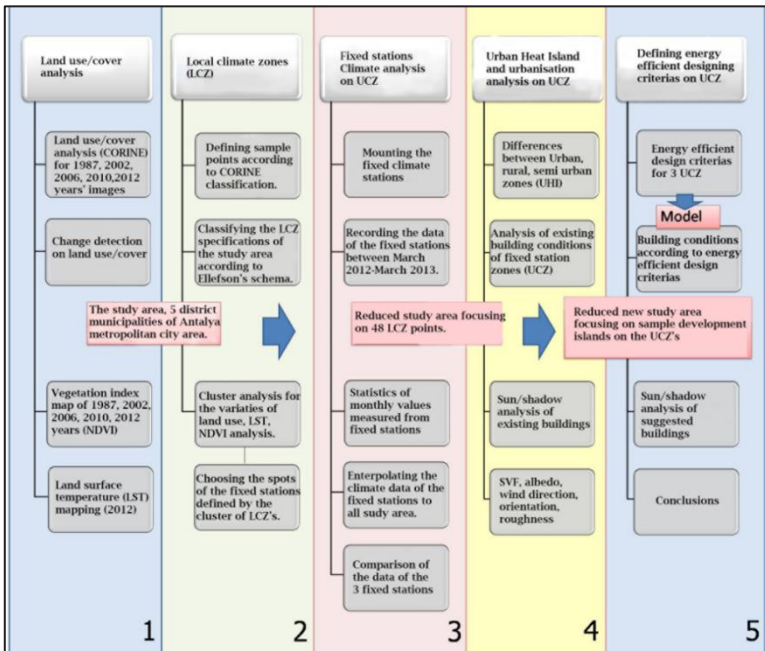 Land use/cover
analysis
Land use/cover
analysis (CORINE)
for 1987, 2002,
2006, 2010,2012
years' images
Change detection
on land use/cover
The study area, 5 district
municipalities of Antalya
metropolitan city area.
Vegetation index
map of 1987, 2002,
2006, 2010, 2012
years (NDVI)
Land surface
temperature (LST)
mapping (2012)
1
Local climate zones
(LCZ)
Defining sample
points according to
CORINE
classification.
Classifying the LCZ
specifications of
the study area
according to
Ellefson's schema.
Cluster analysis for
the variaties of
land use, LST,
NDVI analysis.
Choosing the spots
of the fixed stations
defined by the
cluster of LCZ's.
2
Fixed stations
Climate analysis
on UCZ
Mounting the
fixed climate
stations
Recording the data
of the fixed stations
between March
2012-March 2013.
Reduced study area focusing
on 48 LCZ points.
Statistics of
monthly values
measured from
fixed stations
Enterpolating the
climate data of the
fixed stations to
all sudy area.
Comparison of
the data of the
3 fixed stations
3
Urban Heat Island
and urbanisation
analysis on UCZ
Differences
between Urban,
rural, semi urban
zones (UHI)
Analysis of existing
building conditions
of fixed station
zones (UCZ)
Sun/shadow
analysis of
existing buildings
SVF, albedo,
wind direction,
orientation,
roughness
4
Defining energy
efficient designing
criterias on UCZ
Energy efficient
design criterias
for 3 UCZ
Model
Building conditions
according to energy
efficient design
criterias
Reduced new study area
focusing on sample development
islands on the UCZ's
Sun/shadow
analysis of
suggested
buildings
Conclusions
5